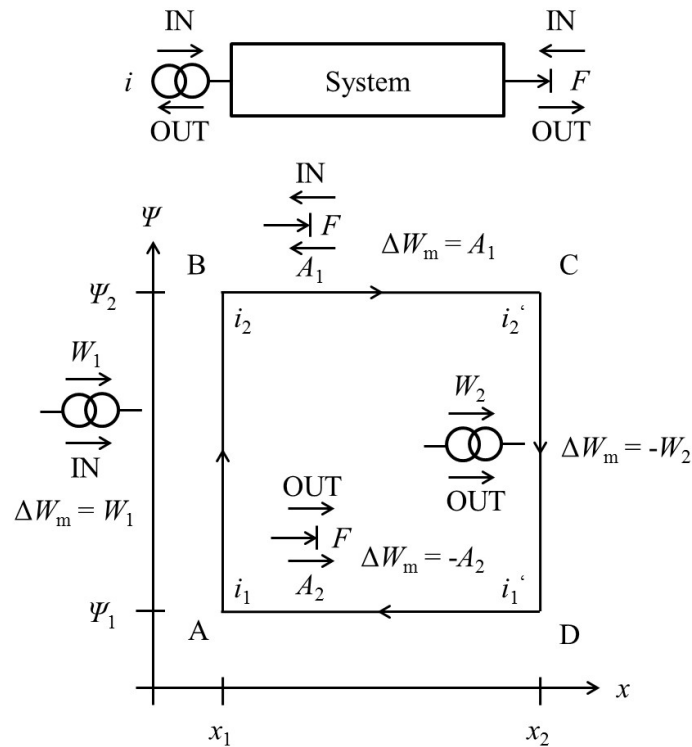 IN IN
i System F
OUT OUT
IN
Ψ
F
ΔWm = A1
B A1 C
Ψ2
i2 i2‘
W1
W2
IN
OUT
ΔWm = -W2
ΔWm = W1
OUT
F
ΔWm = -A2
i1 A2 i1‘
Ψ1
A D
x
x1 x2